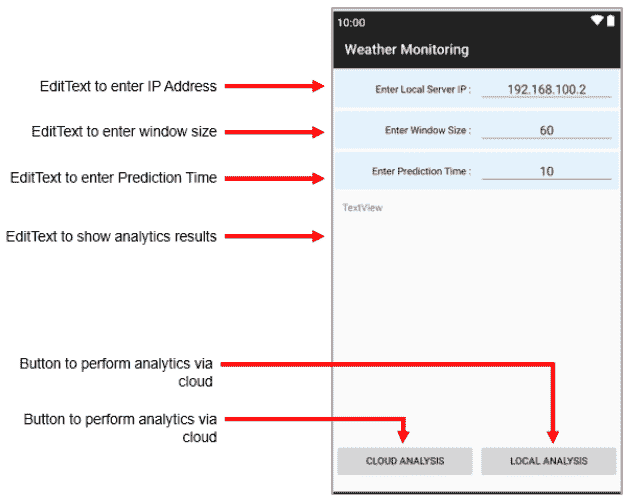 10:00
Weather Monitoring
EditText to enter IP Address
Enter Local Server IP : 192.168.100.2
EditText to enter window size
Enter Window Size : 60
EditText to enter Prediction Time
Enter Prediction Time : 10
TextView
EditText to show analytics results
Button to perform analytics via
cloud
Button to perform analytics via
cloud
CLOUD ANALYSIS LOCAL ANALYSIS